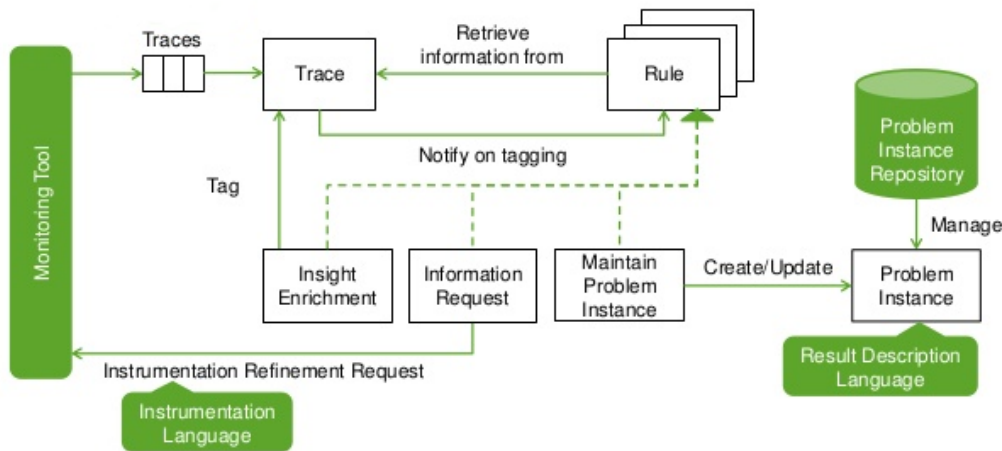 Traces
Retrieve
information from
Trace
Rule
Monitoring Tool
Notify on tagging
Tag
Problem
Instance
Repository
Manage
Insight
Enrichment
Information
Request
Maintain
Problem
Instance
Create/Update
Problem
Instance
Instrumentation Refinement Request
Instrumentation
Language
Result Description
Language